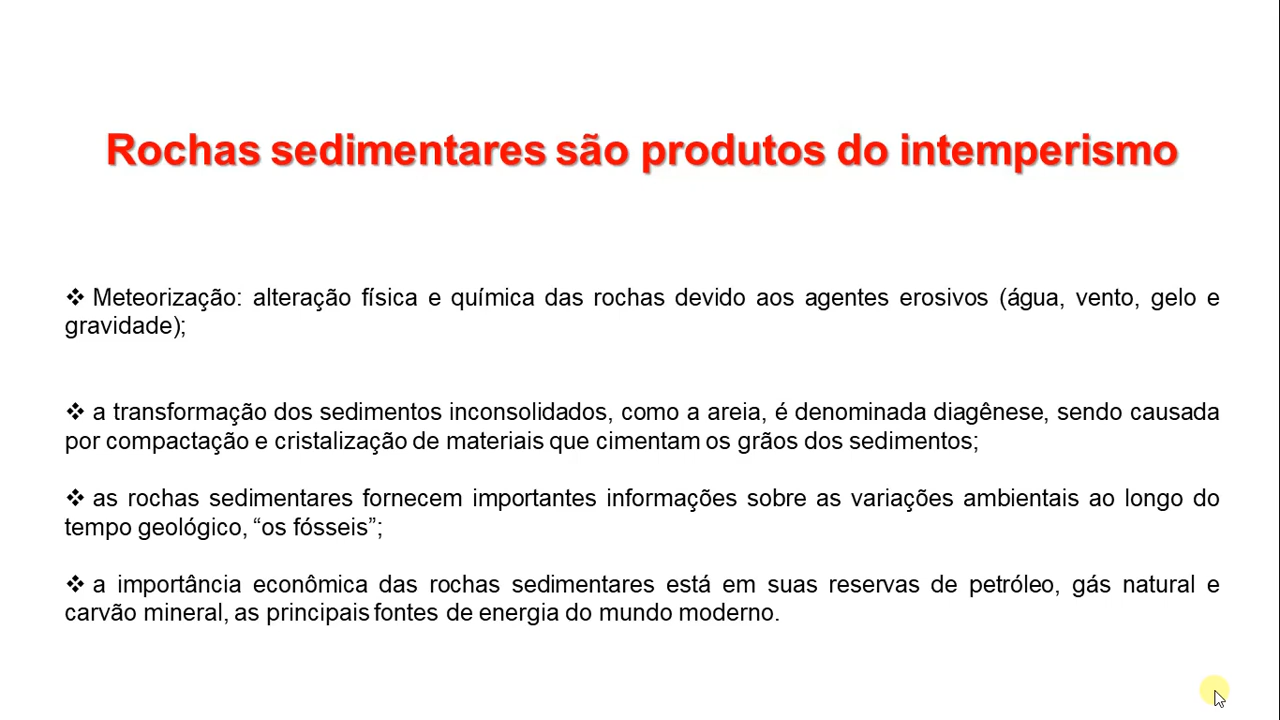 Rochas sedimentares são produtos do intemperismo
❖ Meteorização: alteração física e química das rochas devido aos agentes erosivos (água, vento, gelo e
gravidade);
❖ a transformação dos sedimentos inconsolidados, como a areia, é denominada diagênese, sendo causada
por compactação e cristalização de materiais que cimentam os grãos dos sedimentos;
❖ as rochas sedimentares fornecem importantes informações sobre as variações ambientais ao longo do
tempo geológico, “os fósseis”;
❖ a importância econômica das rochas sedimentares está em suas reservas de petróleo, gás natural e
carvão mineral, as principais fontes de energia do mundo moderno.